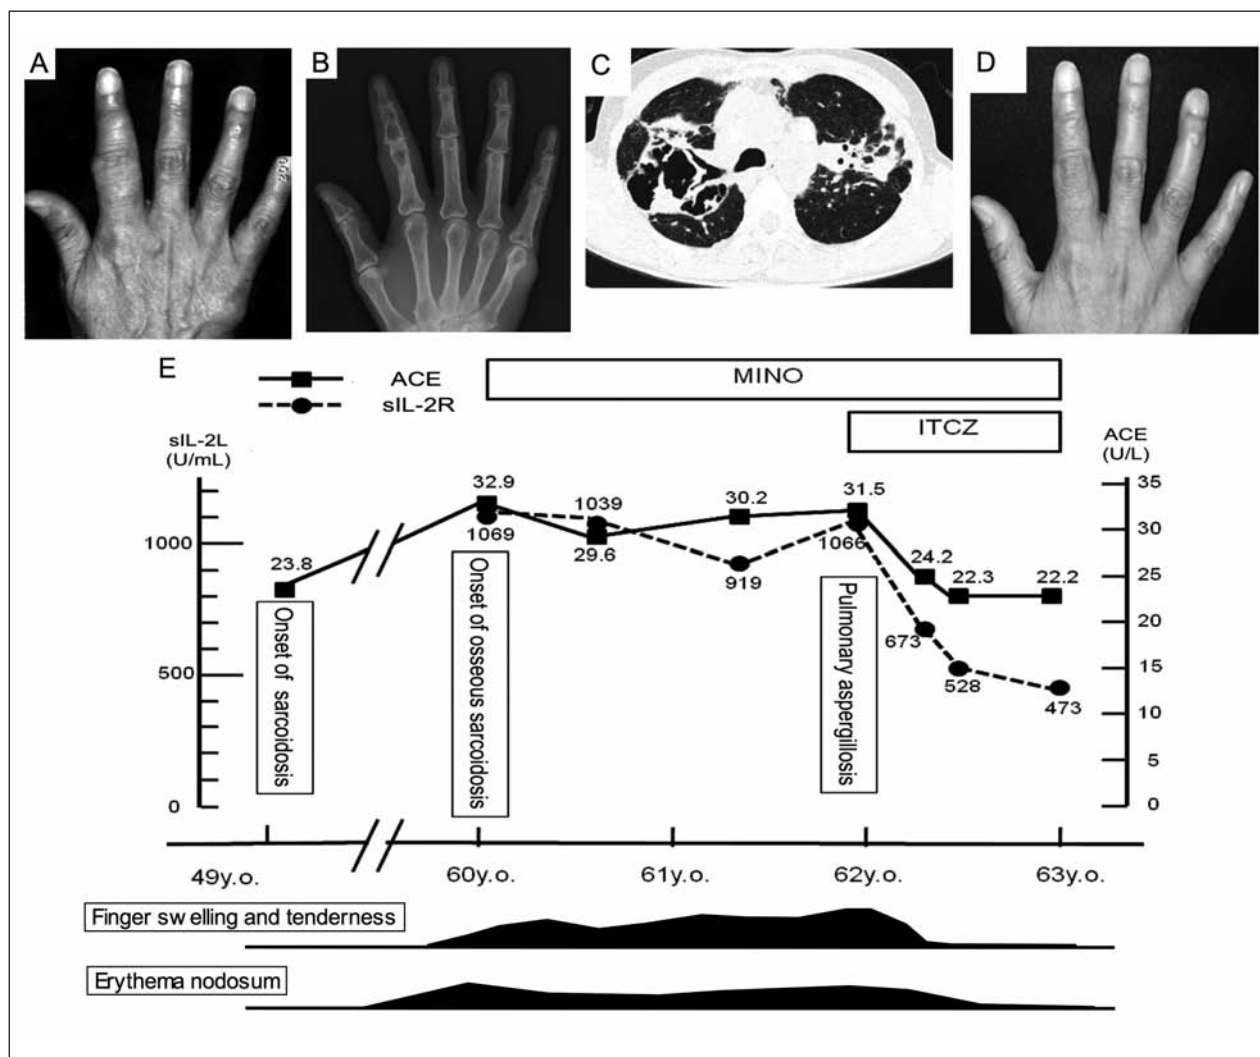 A
B
C
D
E
ACE
sIL-2R
MINO
ITCZ
sIL-2L
(U/mL)
ACE
(U/L)
1000
500
0
35
30
25
20
15
10
5
0
23.8
32.9
1069
1039
29.6
30.2
919
31.5
1066
24.2
673
22.3
528
22.2
473
Onset of sarcoidosis
Onset of osseous sarcoidosis
Pulmonary aspergillosis
49y.o.
60y.o.
61y.o.
62y.o.
63y.o.
Finger swelling and tenderness
Erythema nodosum